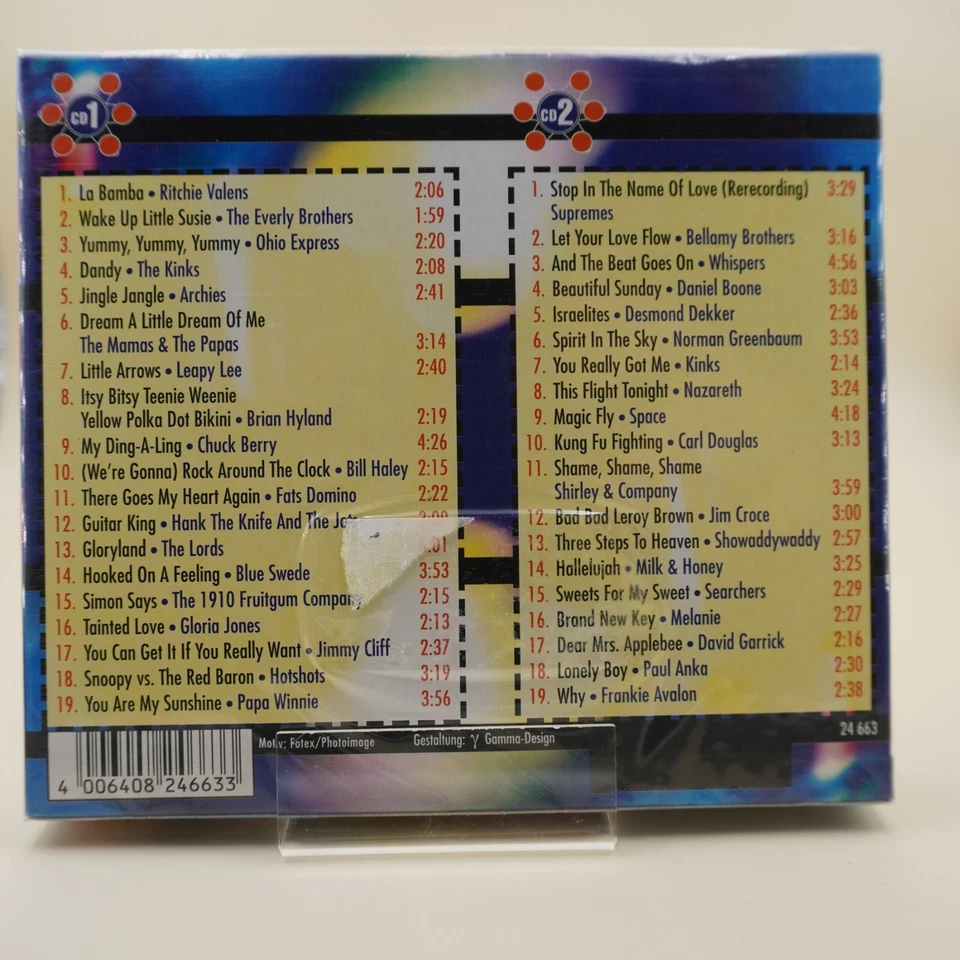 CD 1
1. La Bamba • Ritchie Valens 2:06
2. Wake Up Little Susie • The Everly Brothers 1:59
3. Yummy, Yummy, Yummy • Ohio Express 2:20
4. Dandy • The Kinks 2:08
5. Jingle Jangle • Archies 2:41
6. Dream A Little Dream Of Me
The Mamas & The Papas 3:14
7. Little Arrows • Leapy Lee 2:40
8. Itsy Bitsy Teenie Weenie
Yellow Polka Dot Bikini • Brian Hyland 2:19
9. My Ding-A-Ling • Chuck Berry 4:26
10. (We're Gonna) Rock Around The Clock • Bill Haley 2:15
11. There Goes My Heart Again • Fats Domino 2:22
12. Guitar King • Hank The Knife And The Jets
13. Gloryland • The Lords
14. Hooked On A Feeling • Blue Swede 3:53
15. Simon Says • The 1910 Fruitgum Company 2:15
16. Tainted Love • Gloria Jones 2:13
17. You Can Get It If You Really Want • Jimmy Cliff 2:37
18. Snoopy vs. The Red Baron • Hotshots 3:19
19. You Are My Sunshine • Papa Winnie 3:56
CD 2
1. Stop In The Name Of Love (Rerecording) 3:29
Supremes
2. Let Your Love Flow • Bellamy Brothers 3:16
3. And The Beat Goes On • Whispers 4:56
4. Beautiful Sunday • Daniel Boone 3:03
5. Israelites • Desmond Dekker 2:36
6. Spirit In The Sky • Norman Greenbaum 3:53
7. You Really Got Me • Kinks 2:14
8. This Flight Tonight • Nazareth 3:24
9. Magic Fly • Space 4:18
10. Kung Fu Fighting • Carl Douglas 3:13
11. Shame, Shame, Shame
Shirley & Company 3:59
12. Bad Bad Leroy Brown • Jim Croce 3:00
13. Three Steps To Heaven • Showaddywaddy 2:57
14. Hallelujah • Milk & Honey 3:25
15. Sweets For My Sweet • Searchers 2:29
16. Brand New Key • Melanie 2:27
17. Dear Mrs. Applebee • David Garrick 2:16
18. Lonely Boy • Paul Anka 2:30
19. Why • Frankie Avalon 2:38
24 663
Motiv: Fotex/Photoimage Gestaltung: γ Gamma-Design
4 006408 246633